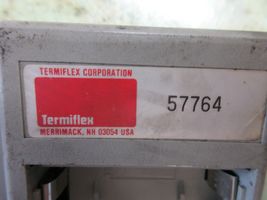 TERMIFLEX CORPORATION
57764
Termiflex
MERRIMACK, NH 03054 USA